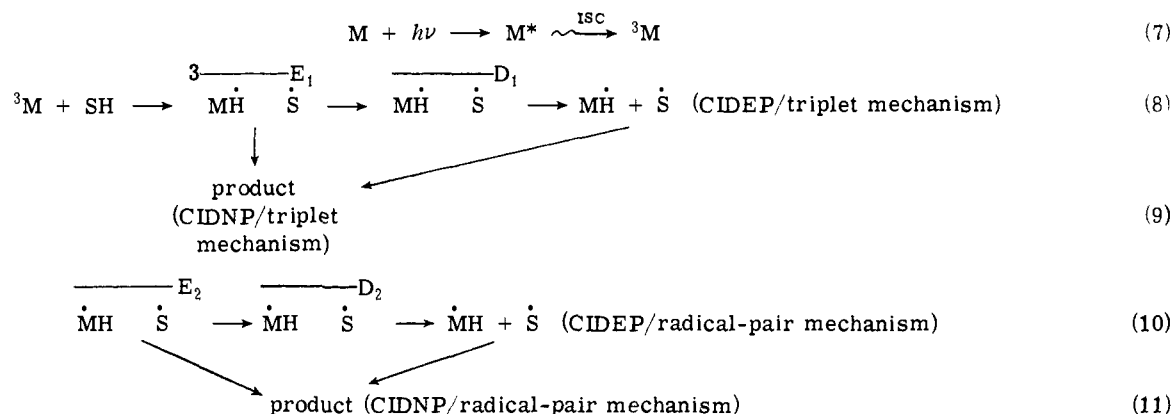 M + hν → M* ISC ³M (7)
3 E₁ D₁
³M + SH → MḢ Ṡ → MḢ Ṡ → MḢ + Ṡ (CIDEP/triplet mechanism) (8)
product
(CIDNP/triplet (9)
mechanism)
E₂ D₂
ṀH Ṡ → ṀH Ṡ → ṀH + Ṡ (CIDEP/radical-pair mechanism) (10)
product (CIDNP/radical-pair mechanism) (11)